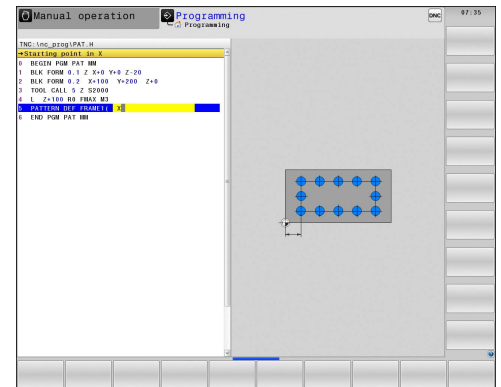 Manual operation
Programming
Programming
DNC
07:35
TNC:\nc_prog\PAT.H
→Starting point in X
0 BEGIN PGM PAT MM
1 BLK FORM 0.1 Z X+0 Y+0 Z-20
2 BLK FORM 0.2 X+100 Y+200 Z+0
3 TOOL CALL 5 Z S2000
4 L Z+100 R0 FMAX M3
5 PATTERN DEF FRAME1( X
6 END PGM PAT MM